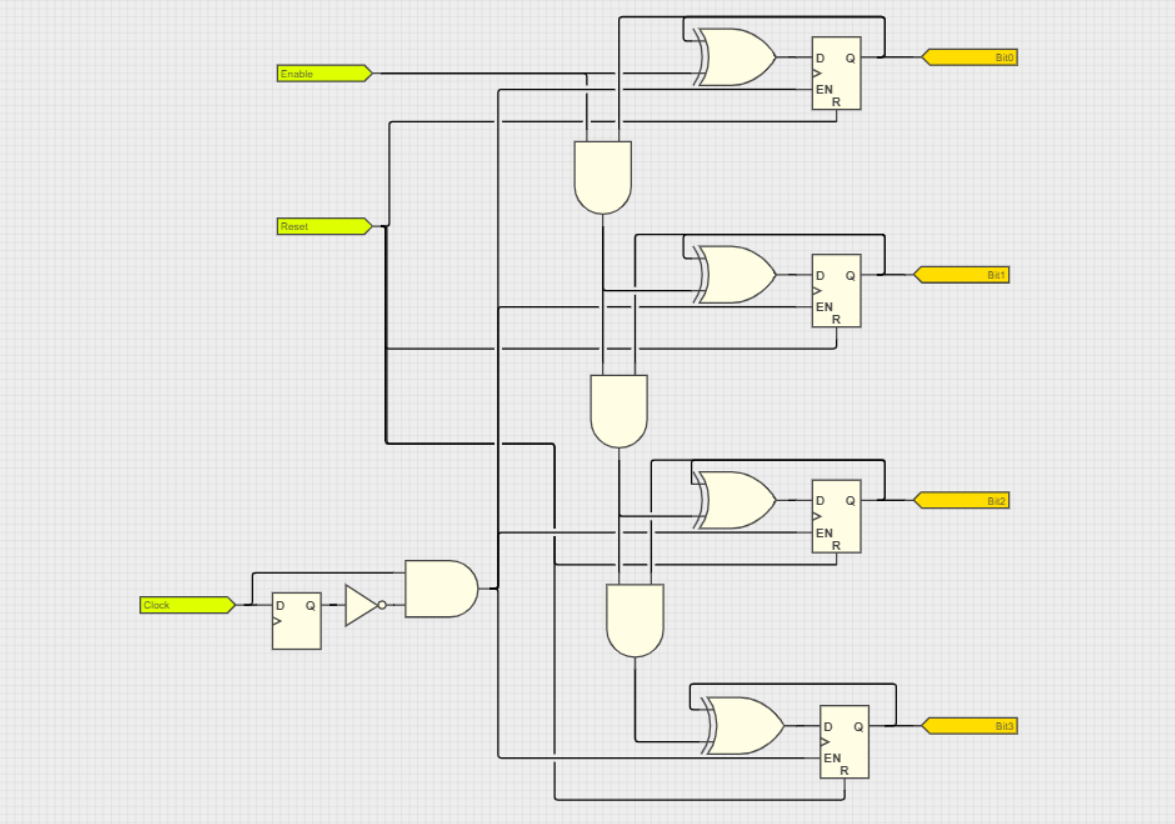 D Q
Bit0
Enable
EN
R
Reset
D Q
Bit1
EN
R
D Q
Bit2
EN
R
Clock
D Q
D Q
Bit3
EN
R